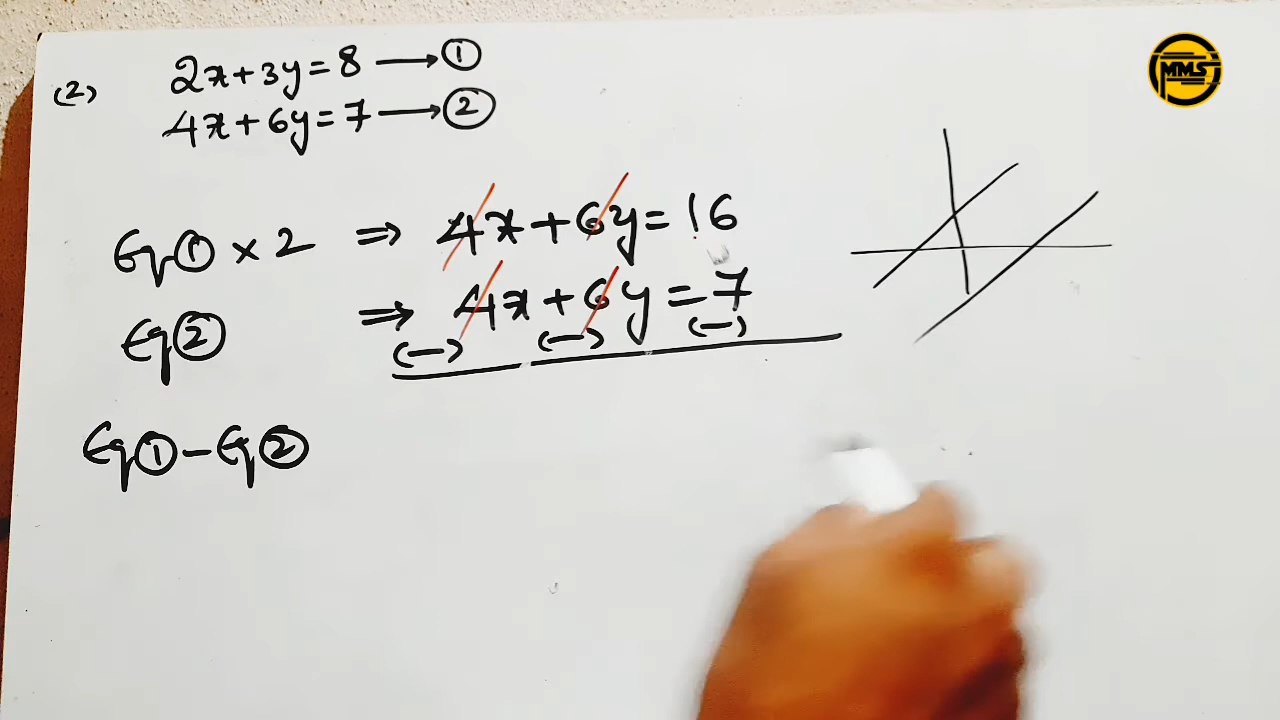 (2) 2x+3y=8 ⟶ ①
4x+6y=7 ⟶ ②
Eq① × 2 ⇒ 4x+6y=16
Eq② ⇒ 4x+6y=7
(−) (−) (−)
Eq①−Eq②
MMS